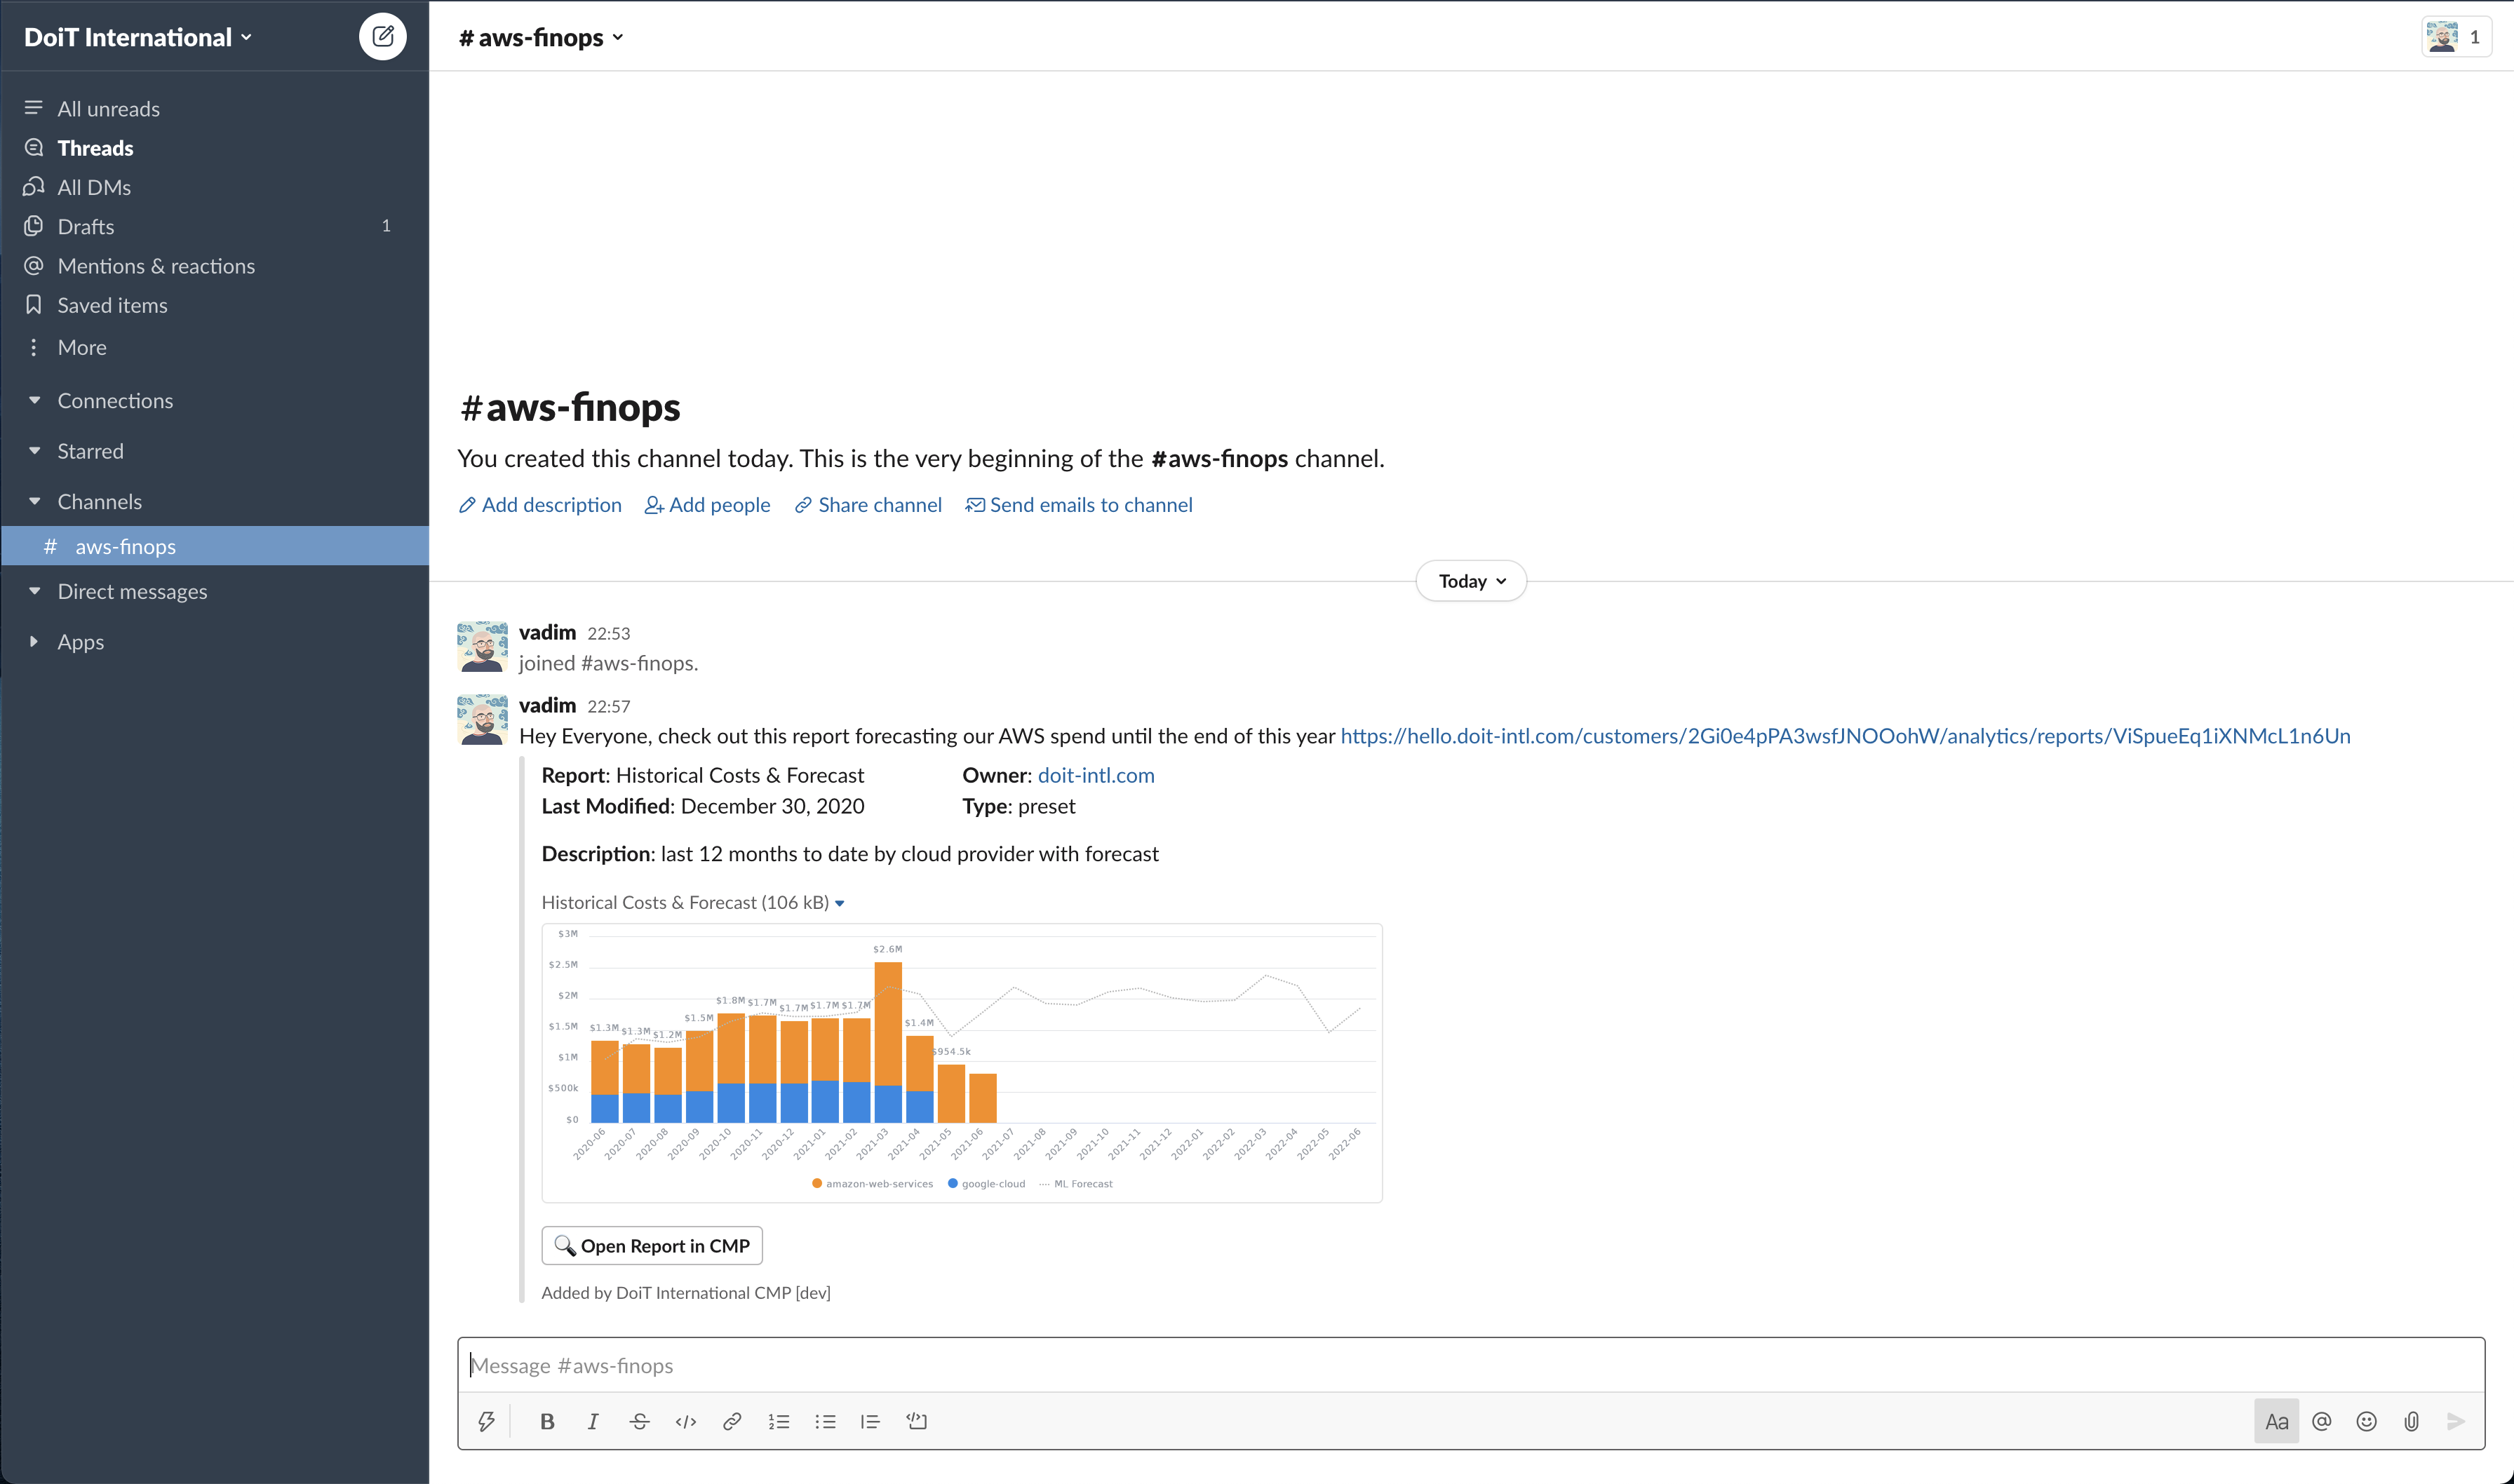 DoiT International
All unreads
Threads
All DMs
Drafts 1
Mentions & reactions
Saved items
More
Connections
Starred
Channels
# aws-finops
Direct messages
Apps
# aws-finops
1
#aws-finops
You created this channel today. This is the very beginning of the #aws-finops channel.
Add description Add people Share channel Send emails to channel
Today
vadim 22:53
joined #aws-finops.
vadim 22:57
Hey Everyone, check out this report forecasting our AWS spend until the end of this year https://hello.doit-intl.com/customers/2Gi0e4pPA3wsfJNOOohW/analytics/reports/ViSpueEq1iXNMcL1n6Un
Report: Historical Costs & Forecast Owner: doit-intl.com
Last Modified: December 30, 2020 Type: preset
Description: last 12 months to date by cloud provider with forecast
Historical Costs & Forecast (106 kB)
$3M
$2.5M
$2M
$1.5M
$1M
$500k
$0
$1.3M $1.3M $1.2M $1.5M $1.8M $1.7M $1.7M $1.7M $1.7M $2.6M $1.4M $954.5k
2020-06 2020-07 2020-08 2020-09 2020-10 2020-11 2020-12 2021-01 2021-02 2021-03 2021-04 2021-05 2021-06 2021-07 2021-08 2021-09 2021-10 2021-11 2021-12 2022-01 2022-02 2022-03 2022-04 2022-05 2022-06
amazon-web-services google-cloud ML Forecast
Open Report in CMP
Added by DoiT International CMP [dev]
Message #aws-finops
B I S Aa @